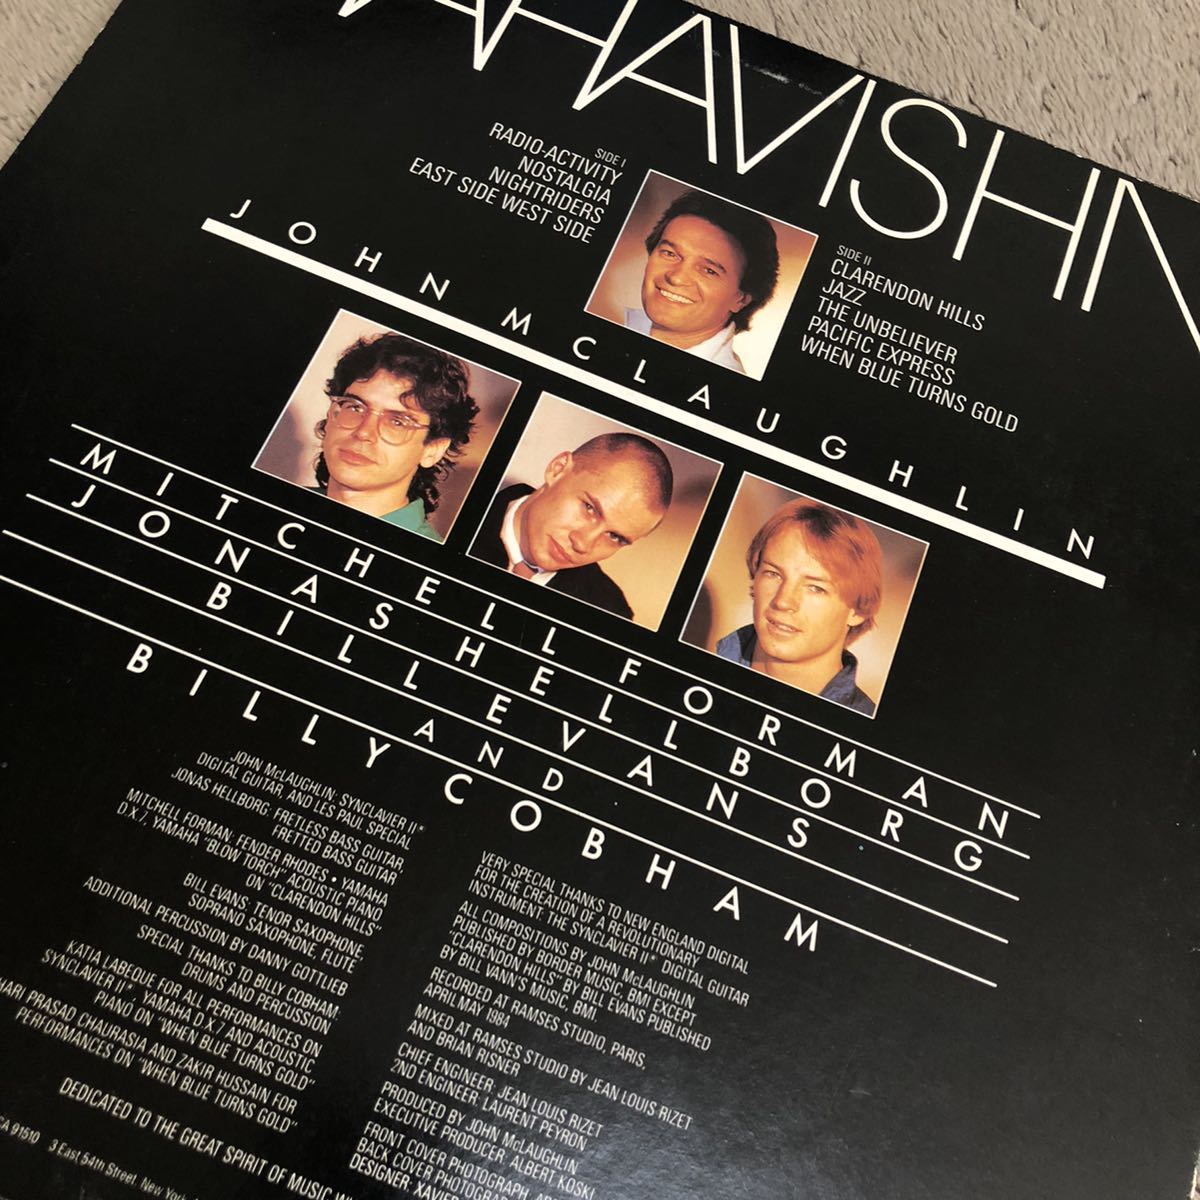 AHAVISHN
SIDE I
RADIO-ACTIVITY
NOSTALGIA
NIGHTRIDERS
EAST SIDE WEST SIDE
SIDE II
CLARENDON HILLS
JAZZ
THE UNBELIEVER
PACIFIC EXPRESS
WHEN BLUE TURNS GOLD
JOHN MCLAUGHLIN
MITCHELL FORMAN
JONAS HELLBORG
BILL EVANS
AND
BILLY COBHAM
JOHN McLAUGHLIN: SYNCLAVIER II*
DIGITAL GUITAR, AND LES PAUL SPECIAL
JONAS HELLBORG: FRETLESS BASS GUITAR,
FRETTED BASS GUITAR
MITCHELL FORMAN: FENDER RHODES • YAMAHA
D.X.7, YAMAHA "BLOW TORCH" ACOUSTIC PIANO
ON "CLARENDON HILLS"
BILL EVANS: TENOR SAXOPHONE,
SOPRANO SAXOPHONE, FLUTE
ADDITIONAL PERCUSSION BY DANNY GOTTLIEB
SPECIAL THANKS TO BILLY COBHAM:
DRUMS AND PERCUSSION
KATIA LABEQUE FOR ALL PERFORMANCES ON
SYNCLAVIER II*, YAMAHA D.X.7 AND ACOUSTIC
PIANO ON "WHEN BLUE TURNS GOLD"
HARI PRASAD CHAURASIA AND ZAKIR HUSSAIN FOR
PERFORMANCES ON "WHEN BLUE TURNS GOLD"
DEDICATED TO THE GREAT SPIRIT OF MUSIC
CA 91510 3 East 54th Street, New York
VERY SPECIAL THANKS TO NEW ENGLAND DIGITAL
FOR THE CREATION OF A REVOLUTIONARY
INSTRUMENT: THE SYNCLAVIER II* DIGITAL GUITAR
ALL COMPOSITIONS BY JOHN McLAUGHLIN
PUBLISHED BY BORDER MUSIC, BMI EXCEPT
"CLARENDON HILLS" BY BILL EVANS PUBLISHED
BY BILL VANN'S MUSIC, BMI
RECORDED AT RAMSES STUDIO, PARIS,
APRIL/MAY 1984
MIXED AT RAMSES STUDIO BY JEAN LOUIS RIZET
AND BRIAN RISNER
CHIEF ENGINEER: JEAN LOUIS RIZET
2ND ENGINEER: LAURENT PEYRON
PRODUCED BY JOHN McLAUGHLIN
EXECUTIVE PRODUCER: ALBERT KOSKI
FRONT COVER PHOTOGRAPH:
BACK COVER PHOTOGRA
DESIGNER: XAVIER